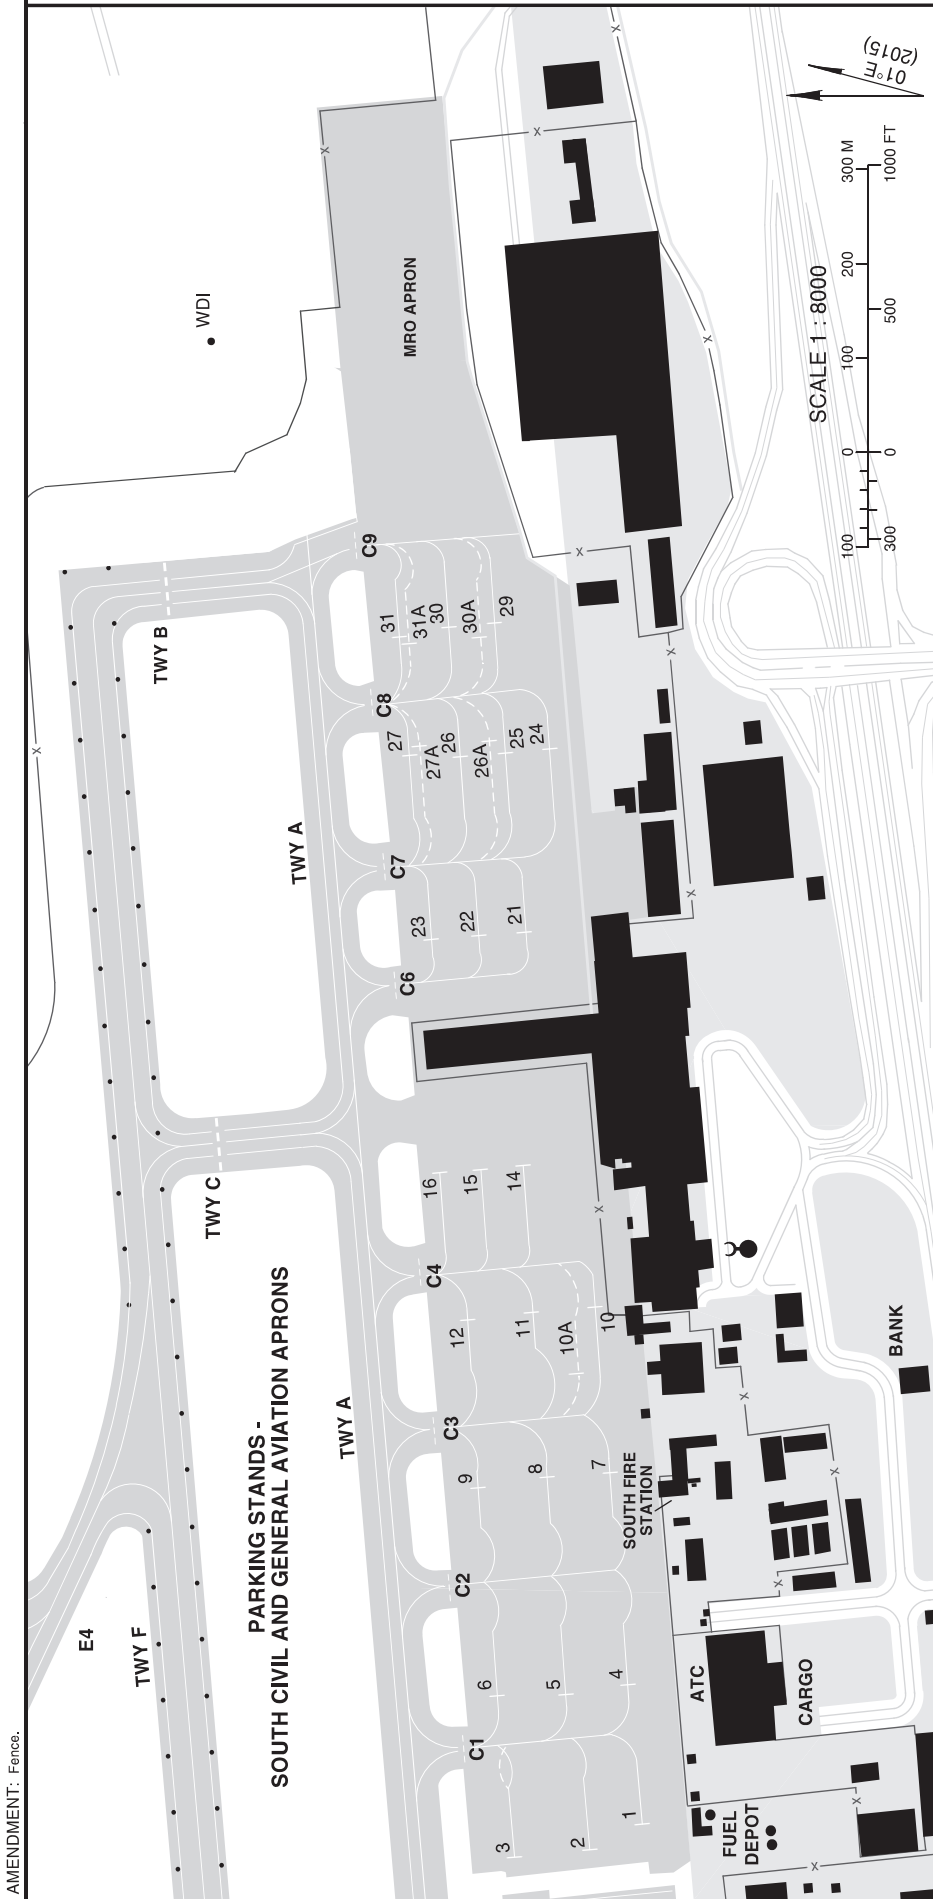 AMENDMENT: Fence.
PARKING STANDS -
SOUTH CIVIL AND GENERAL AVIATION APRONS
01°E
(2015)
SCALE 1 : 8000
100 0 100 200 300 M
300 0 500 1000 FT
WDI
MRO APRON
TWY B
TWY A
TWY C
TWY A
E4
TWY F
C9
C8
C7
C6
C4
C3
C2
C1
31
31A
30
30A
29
27
27A
26
26A
25
24
23
22
21
16
15
14
12
11
10A
10
9
8
7
6
5
4
3
2
1
SOUTH FIRE
STATION
BANK
ATC
CARGO
FUEL
DEPOT
x
x
x
x
x
x
x
x
x
x
x
x
x
x